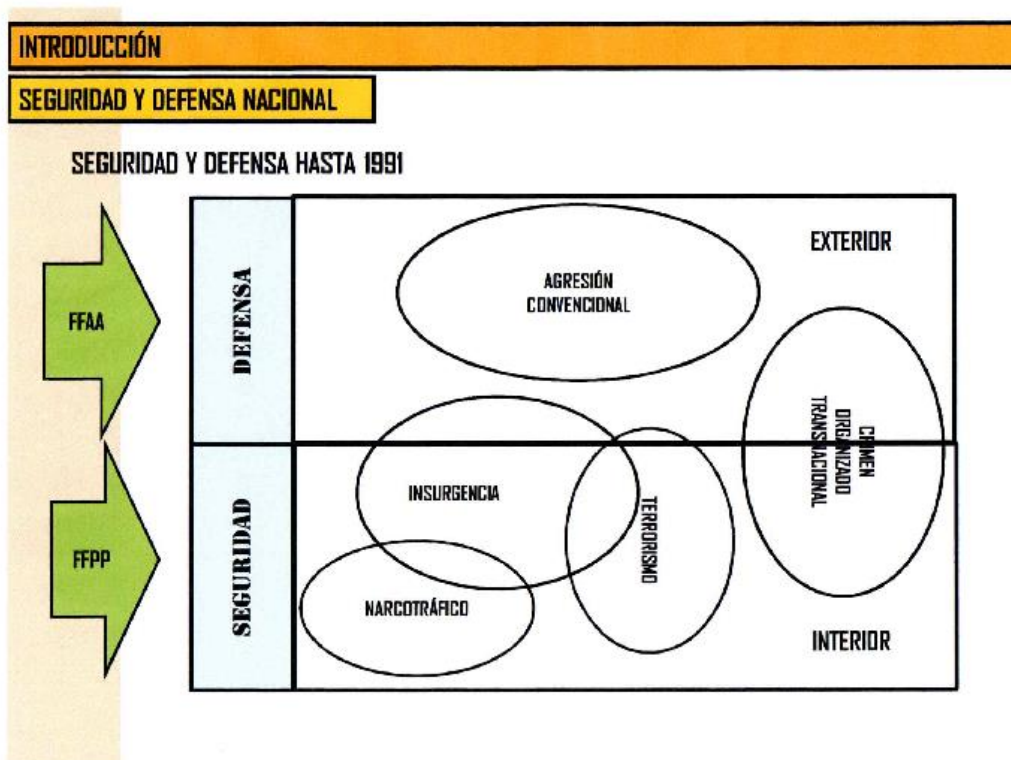 INTRODUCCIÓN
SEGURIDAD Y DEFENSA NACIONAL
SEGURIDAD Y DEFENSA HASTA 1991
FFAA
DEFENSA
EXTERIOR
AGRESIÓN
CONVENCIONAL
CRIMEN
ORGANIZADO
TRANSNACIONAL
FFPP
SEGURIDAD
INSURGENCIA
TERRORISMO
NARCOTRÁFICO
INTERIOR